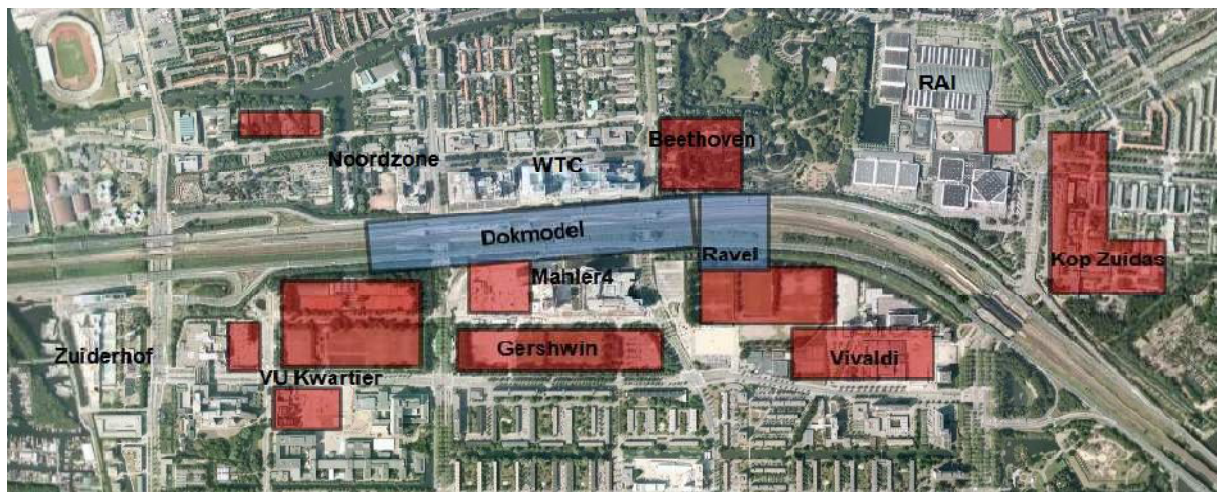 RAI
Beethoven
Noordzone
WTC
Dokmodel
Ravel
Kop Zuidas
Mahler4
Zuiderhof
Gershwin
Vivaldi
VU Kwartier